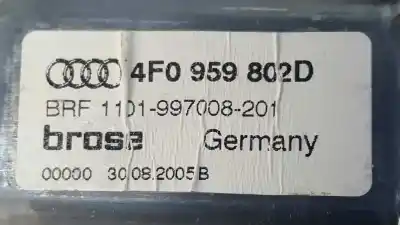 4F0 959 802D
BRF 1101-997008-201
brose Germany
00000 30.08.2005 B